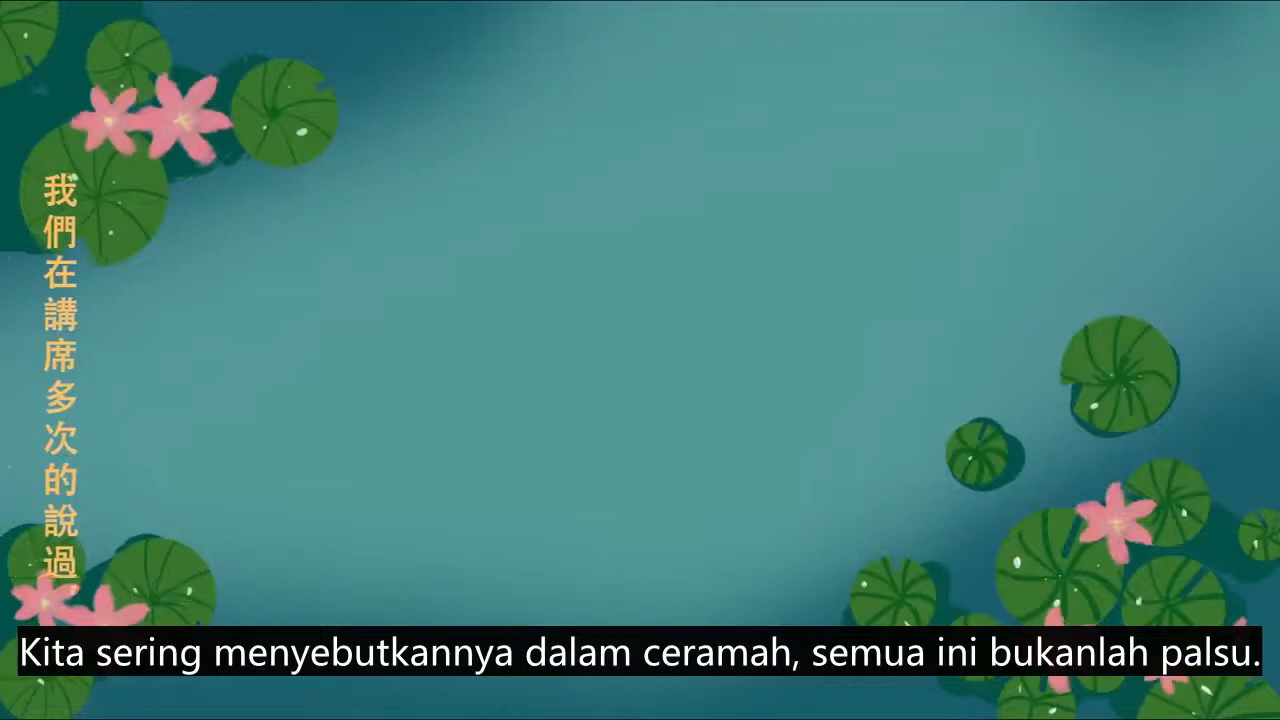 我們在講席多次的說過
Kita sering menyebutkannya dalam ceramah, semua ini bukanlah palsu.